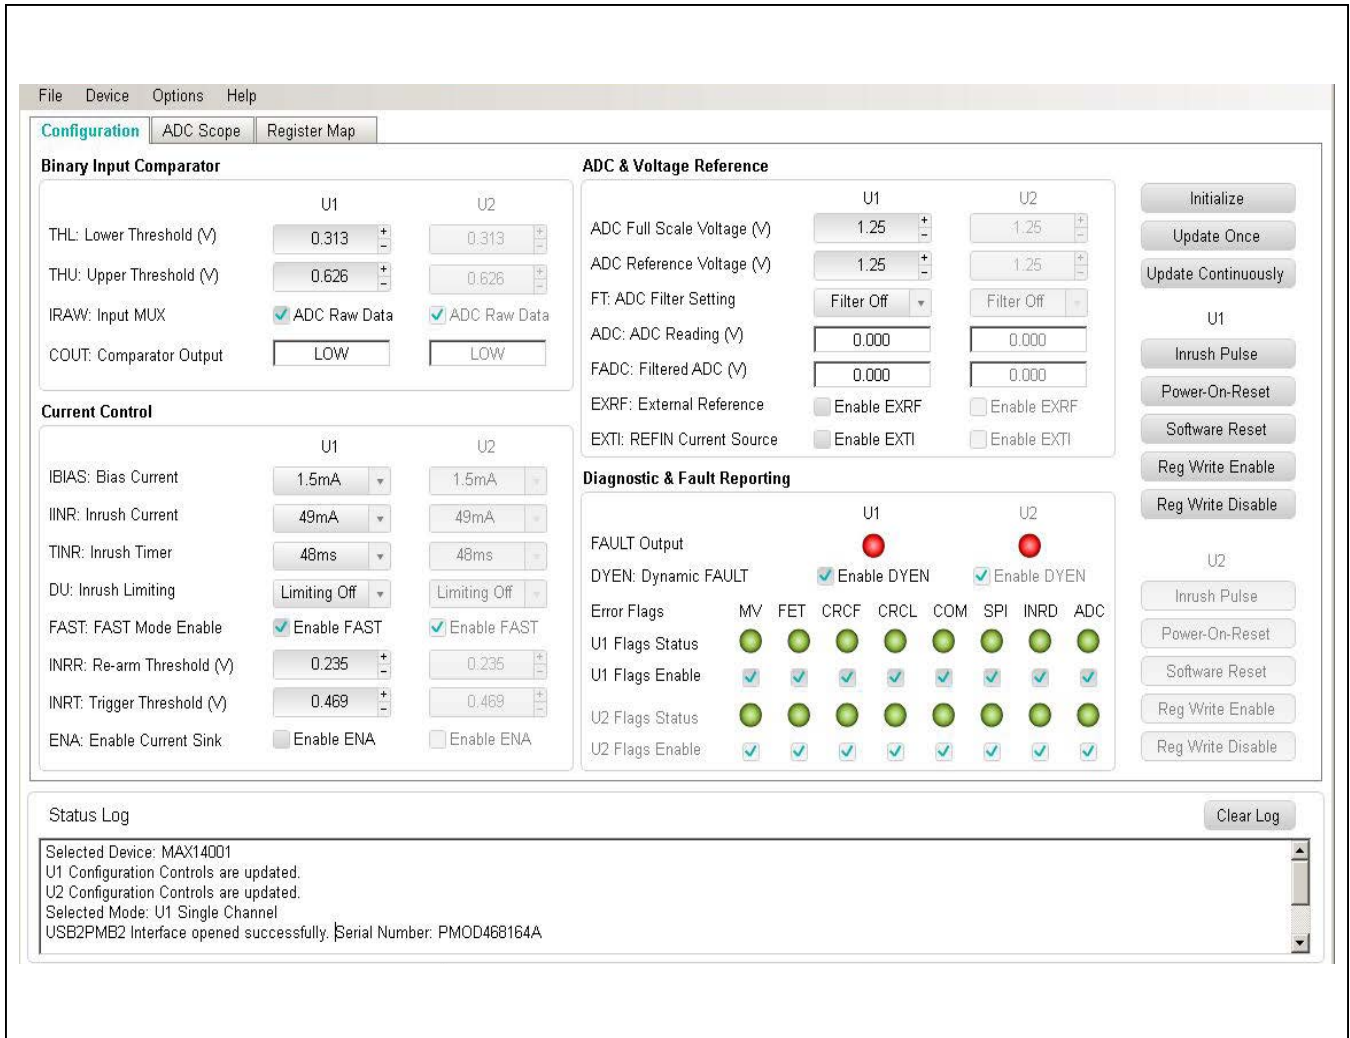 File Device Options Help
Configuration ADC Scope Register Map
Binary Input Comparator
U1 U2
THL: Lower Threshold (V) 0.313 + - 0.313 + -
THU: Upper Threshold (V) 0.626 + - 0.626 + -
IRAW: Input MUX ADC Raw Data ADC Raw Data
COUT: Comparator Output LOW LOW
Current Control
U1 U2
IBIAS: Bias Current 1.5mA 1.5mA
IINR: Inrush Current 49mA 49mA
TINR: Inrush Timer 48ms 48ms
DU: Inrush Limiting Limiting Off Limiting Off
FAST: FAST Mode Enable Enable FAST Enable FAST
INRR: Re-arm Threshold (V) 0.235 + - 0.235 + -
INRT: Trigger Threshold (V) 0.469 + - 0.469 + -
ENA: Enable Current Sink Enable ENA Enable ENA
ADC & Voltage Reference
U1 U2
ADC Full Scale Voltage (V) 1.25 + - 1.25 + -
ADC Reference Voltage (V) 1.25 + - 1.25 + -
FT: ADC Filter Setting Filter Off Filter Off
ADC: ADC Reading (V) 0.000 0.000
FADC: Filtered ADC (V) 0.000 0.000
EXRF: External Reference Enable EXRF Enable EXRF
EXTI: REFIN Current Source Enable EXTI Enable EXTI
Diagnostic & Fault Reporting
U1 U2
FAULT Output
DYEN: Dynamic FAULT Enable DYEN Enable DYEN
Error Flags MV FET CRCF CRCL COM SPI INRD ADC
U1 Flags Status
U1 Flags Enable
U2 Flags Status
U2 Flags Enable
Initialize
Update Once
Update Continuously
U1
Inrush Pulse
Power-On-Reset
Software Reset
Reg Write Enable
Reg Write Disable
U2
Inrush Pulse
Power-On-Reset
Software Reset
Reg Write Enable
Reg Write Disable
Status Log Clear Log
Selected Device: MAX14001
U1 Configuration Controls are updated.
U2 Configuration Controls are updated.
Selected Mode: U1 Single Channel
USB2PMB2 Interface opened successfully. Serial Number: PMOD468164A